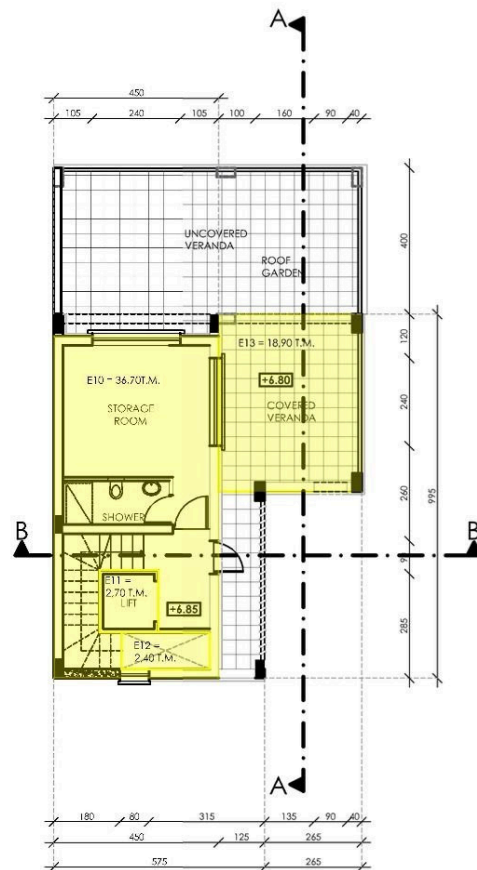 A
450
105
240
105
100
160
90
40
UNCOVERED
VERANDA
ROOF
GARDEN
400
E13 = 18,90 T.M.
120
+6.80
E10 = 36.70T.M.
STORAGE
ROOM
COVERED
VERANDA
240
260
995
SHOWER
B
B
E11 =
2,70 T.M.
LIFT
+6.85
285
E12 =
2,40 T.M.
A
180
80
315
135
90
40
450
125
265
575
265